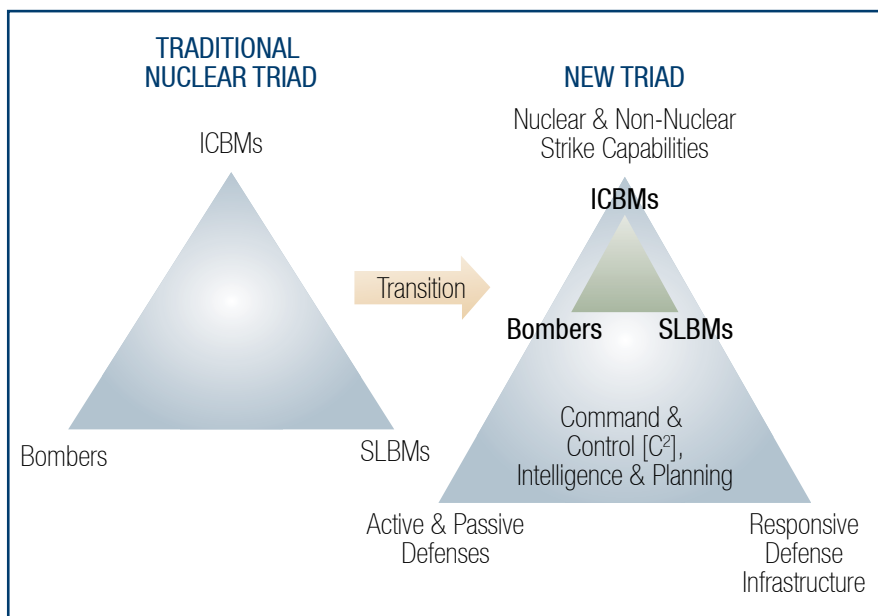 TRADITIONAL
NUCLEAR TRIAD
ICBMs
Bombers
SLBMs
Transition
NEW TRIAD
Nuclear & Non-Nuclear
Strike Capabilities
ICBMs
Bombers
SLBMs
Command &
Control [C²],
Intelligence & Planning
Active & Passive
Defenses
Responsive
Defense
Infrastructure